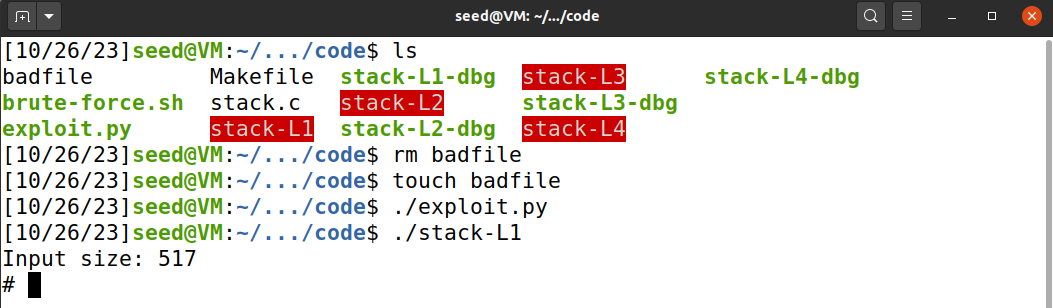 seed@VM: ~/.../code
[10/26/23]seed@VM:~/.../code$ ls
badfile Makefile stack-L1-dbg stack-L3 stack-L4-dbg
brute-force.sh stack.c stack-L2 stack-L3-dbg
exploit.py stack-L1 stack-L2-dbg stack-L4
[10/26/23]seed@VM:~/.../code$ rm badfile
[10/26/23]seed@VM:~/.../code$ touch badfile
[10/26/23]seed@VM:~/.../code$ ./exploit.py
[10/26/23]seed@VM:~/.../code$ ./stack-L1
Input size: 517
#